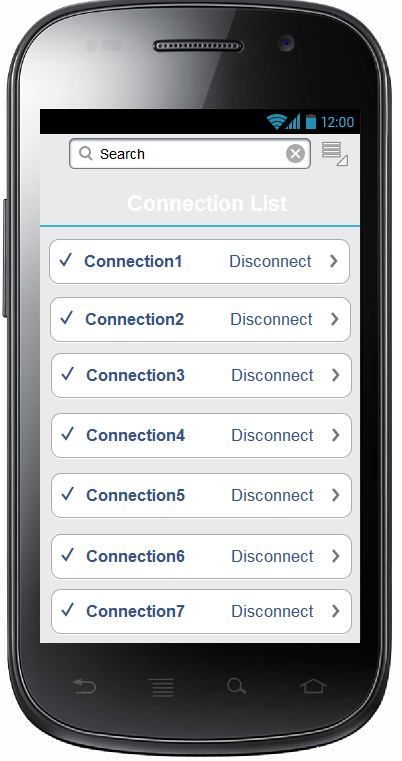 12:00
Search
Connection List
Connection1 Disconnect
Connection2 Disconnect
Connection3 Disconnect
Connection4 Disconnect
Connection5 Disconnect
Connection6 Disconnect
Connection7 Disconnect